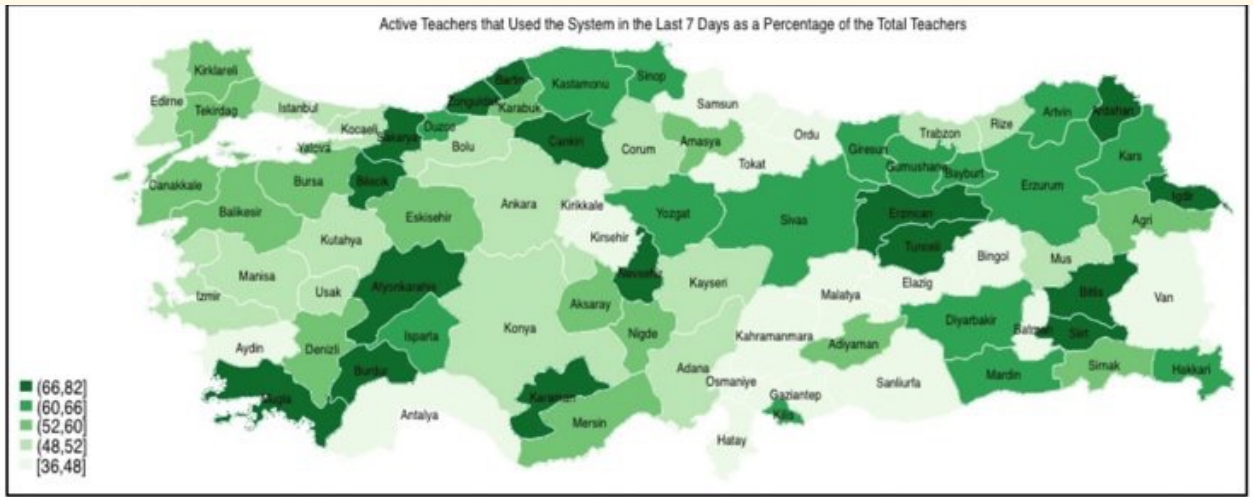 Active Teachers that Used the System in the Last 7 Days as a Percentage of the Total Teachers
Kirklareli
Edirne
Tekirdag
Istanbul
Kocaeli
Sakarya
Yalova
Zonguldak
Bartin
Karabuk
Duzce
Bolu
Kastamonu
Sinop
Cankiri
Corum
Samsun
Amasya
Tokat
Ordu
Giresun
Gumushane
Bayburt
Trabzon
Rize
Artvin
Ardahan
Kars
Erzurum
Igdir
Agri
Canakkale
Balikesir
Bursa
Bilecik
Eskisehir
Ankara
Kirikkale
Kirsehir
Yozgat
Sivas
Erzincan
Tunceli
Bingol
Mus
Bitlis
Van
Kutahya
Manisa
Izmir
Usak
Afyonkarahis
Konya
Aksaray
Nevsehir
Nigde
Kayseri
Malatya
Elazig
Diyarbakir
Batman
Siirt
Aydin
Denizli
Isparta
Burdur
Mugla
Antalya
Karaman
Mersin
Adana
Kahramanmara
Osmaniye
Adiyaman
Gaziantep
Kilis
Hatay
Sanliurfa
Mardin
Sirnak
Hakkari
(66,82]
(60,66]
(52,60]
(48,52]
[36,48]